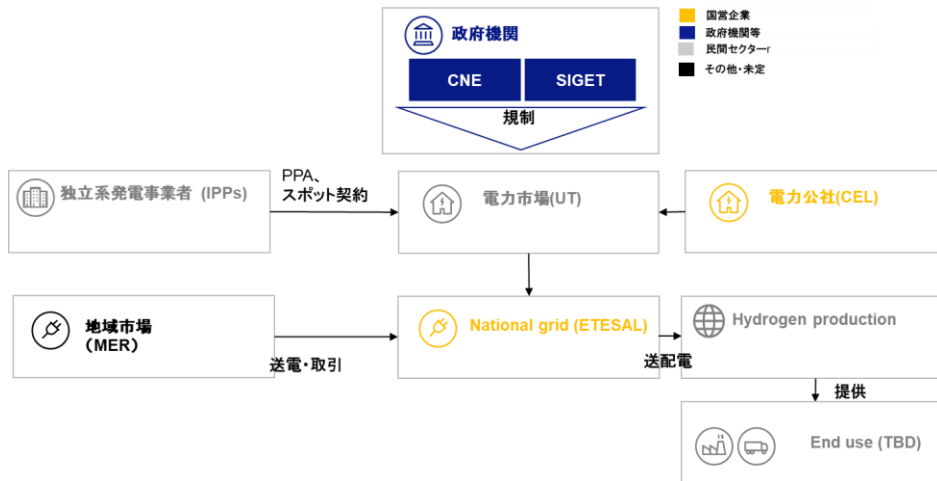 政府機関
CNE
SIGET
規制
国営企業
政府機関等
民間セクターr
その他・未定
独立系発電事業者 (IPPs)
PPA、
スポット契約
電力市場(UT)
電力公社(CEL)
地域市場
(MER)
送電・取引
National grid (ETESAL)
送配電
Hydrogen production
提供
End use (TBD)